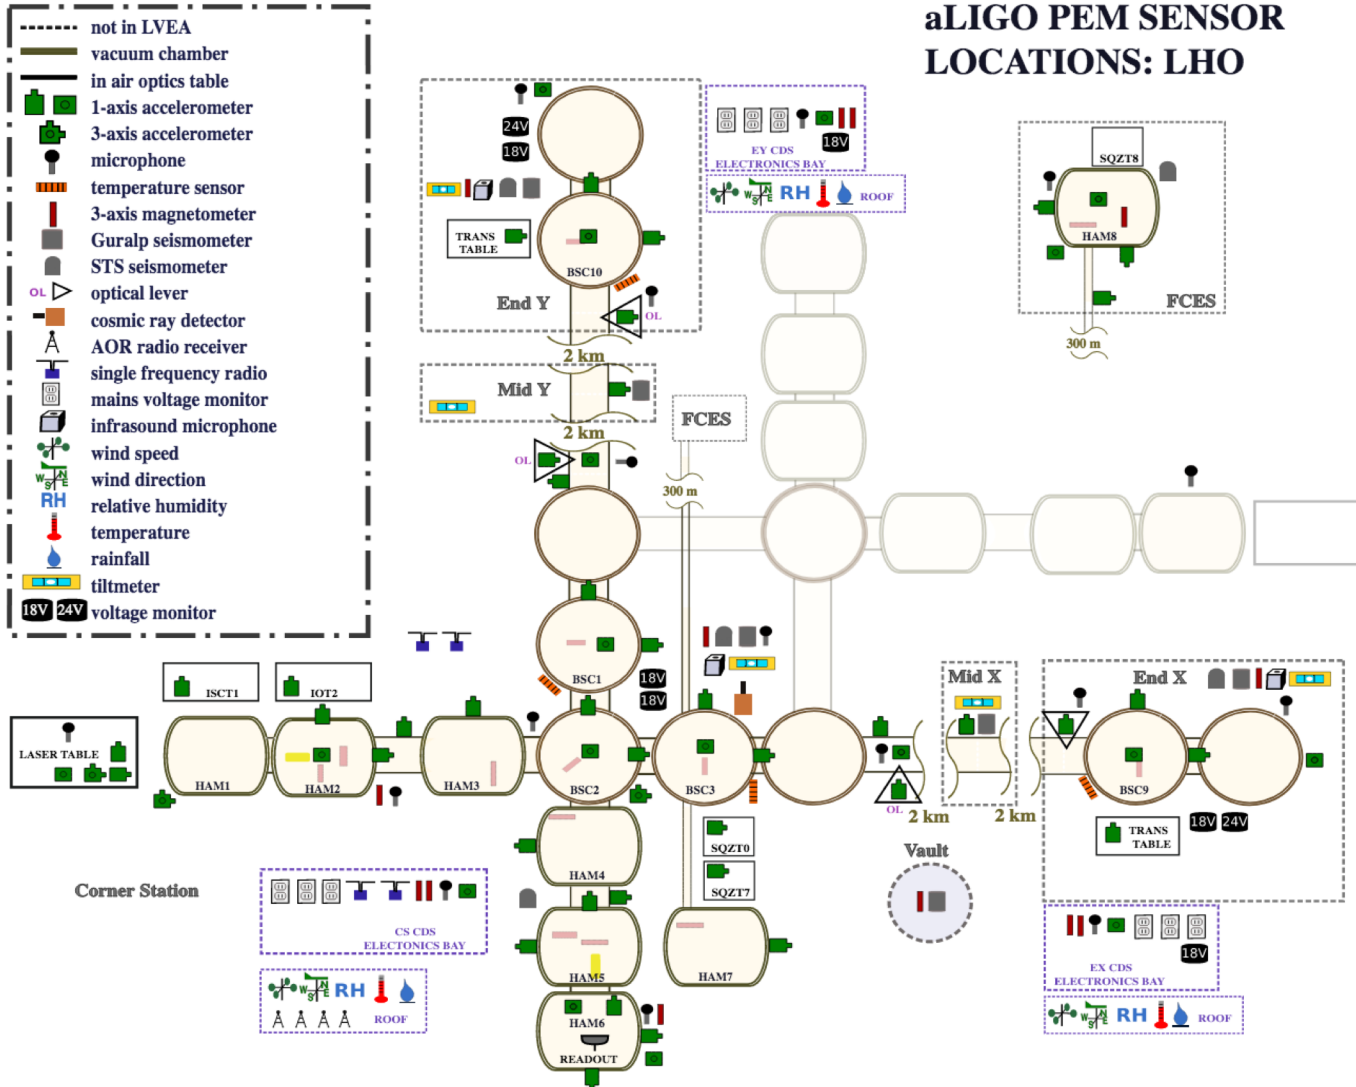 aLIGO PEM SENSOR
LOCATIONS: LHO
not in LVEA
vacuum chamber
in air optics table
1-axis accelerometer
3-axis accelerometer
microphone
temperature sensor
3-axis magnetometer
Guralp seismometer
STS seismometer
OL optical lever
cosmic ray detector
AOR radio receiver
single frequency radio
mains voltage monitor
infrasound microphone
wind speed
W S N E wind direction
RH relative humidity
temperature
rainfall
tiltmeter
18V 24V voltage monitor
24V
18V
TRANS
TABLE
BSC10
End Y
OL
2 km
18V
EY CDS
ELECTRONICS BAY
W S N E RH ROOF
SQZT8
HAM8
FCES
300 m
Mid Y
2 km
FCES
300 m
OL
BSC1
18V
18V
ISCT1
IOT2
LASER TABLE
HAM1
HAM2
HAM3
BSC2
BSC3
OL
2 km
Mid X
2 km
End X
BSC9
TRANS
TABLE
18V 24V
HAM4
SQZT0
SQZT7
Vault
Corner Station
CS CDS
ELECTONICS BAY
HAM5
HAM7
W S N E RH
ROOF
HAM6
READOUT
18V
EX CDS
ELECTRONICS BAY
W S N E RH ROOF